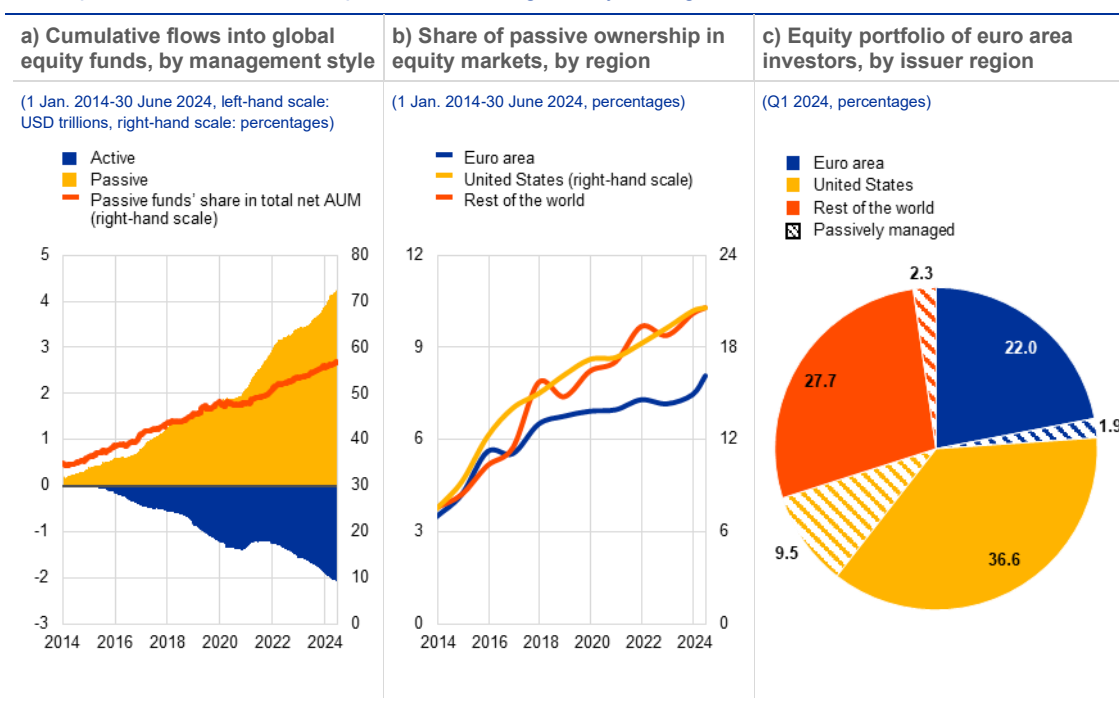 a) Cumulative flows into global
equity funds, by management style
(1 Jan. 2014-30 June 2024, left-hand scale:
USD trillions, right-hand scale: percentages)
Active
Passive
Passive funds' share in total net AUM
(right-hand scale)
5
4
3
2
1
0
-1
-2
-3
80
70
60
50
40
30
20
10
0
2014 2016 2018 2020 2022 2024
b) Share of passive ownership in
equity markets, by region
(1 Jan. 2014-30 June 2024, percentages)
Euro area
United States (right-hand scale)
Rest of the world
12
9
6
3
0
24
18
12
6
0
2014 2016 2018 2020 2022 2024
c) Equity portfolio of euro area
investors, by issuer region
(Q1 2024, percentages)
Euro area
United States
Rest of the world
Passively managed
2.3
22.0
27.7
1.9
9.5
36.6